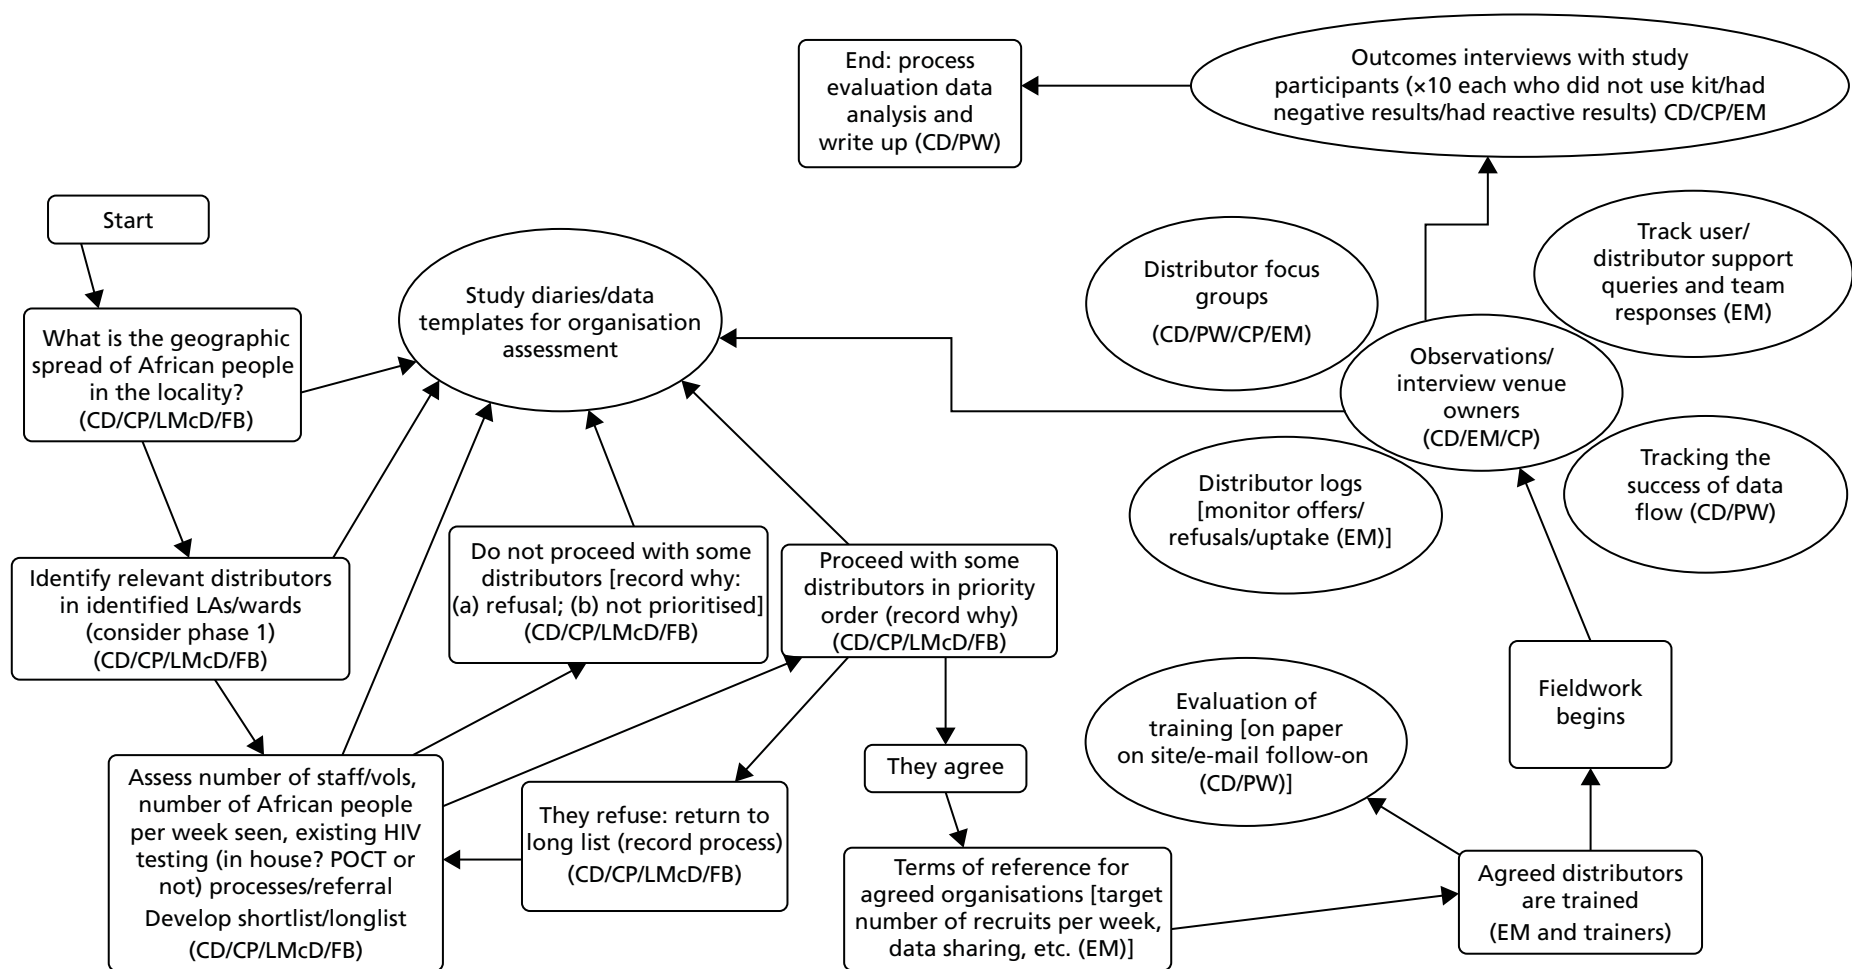 End: process
evaluation data
analysis and
write up (CD/PW)
Outcomes interviews with study
participants (×10 each who did not use kit/had
negative results/had reactive results) CD/CP/EM
Start
What is the geographic
spread of African people
in the locality?
(CD/CP/LMcD/FB)
Study diaries/data
templates for organisation
assessment
Distributor focus
groups
(CD/PW/CP/EM)
Track user/
distributor support
queries and team
responses (EM)
Observations/
interview venue
owners
(CD/EM/CP)
Distributor logs
[monitor offers/
refusals/uptake (EM)]
Tracking the
success of data
flow (CD/PW)
Identify relevant distributors
in identified LAs/wards
(consider phase 1)
(CD/CP/LMcD/FB)
Do not proceed with some
distributors [record why:
(a) refusal; (b) not prioritised]
(CD/CP/LMcD/FB)
Proceed with some
distributors in priority
order (record why)
(CD/CP/LMcD/FB)
Assess number of staff/vols,
number of African people
per week seen, existing HIV
testing (in house? POCT or
not) processes/referral
Develop shortlist/longlist
(CD/CP/LMcD/FB)
They refuse: return to
long list (record process)
(CD/CP/LMcD/FB)
They agree
Terms of reference for
agreed organisations [target
number of recruits per week,
data sharing, etc. (EM)]
Evaluation of
training [on paper
on site/e-mail follow-on
(CD/PW)]
Fieldwork
begins
Agreed distributors
are trained
(EM and trainers)